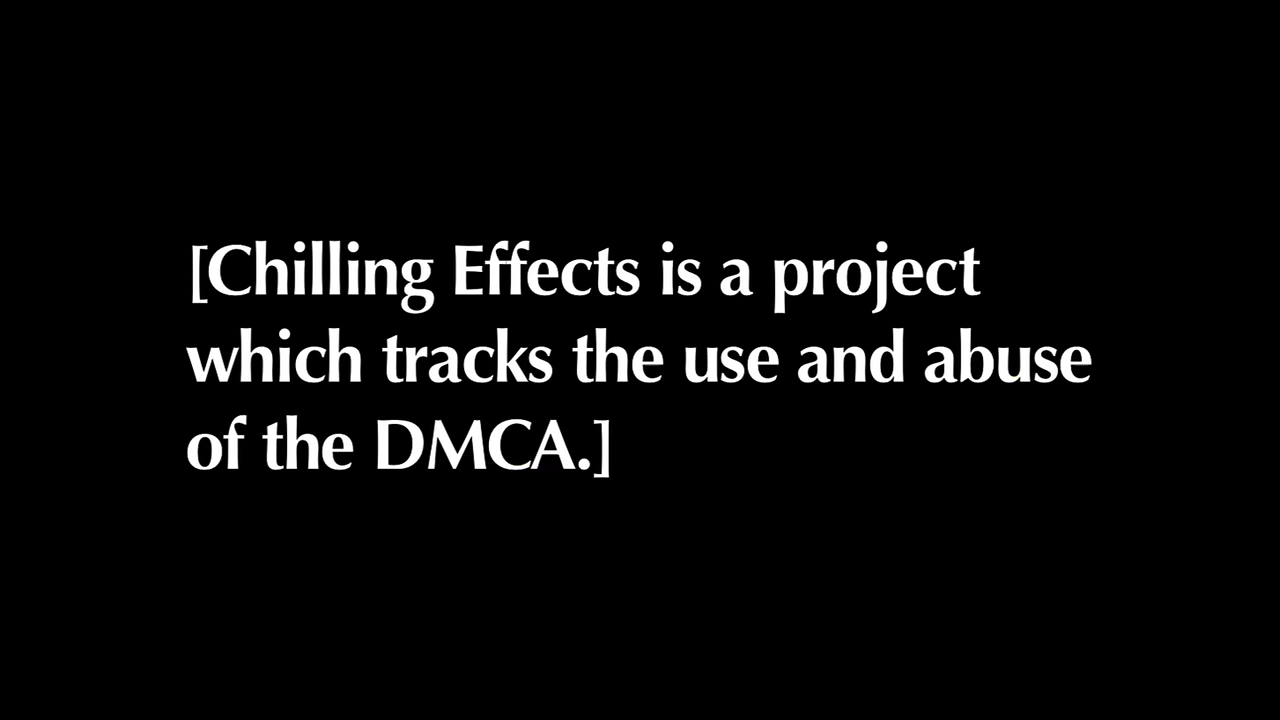 [Chilling Effects is a project
which tracks the use and abuse
of the DMCA.]